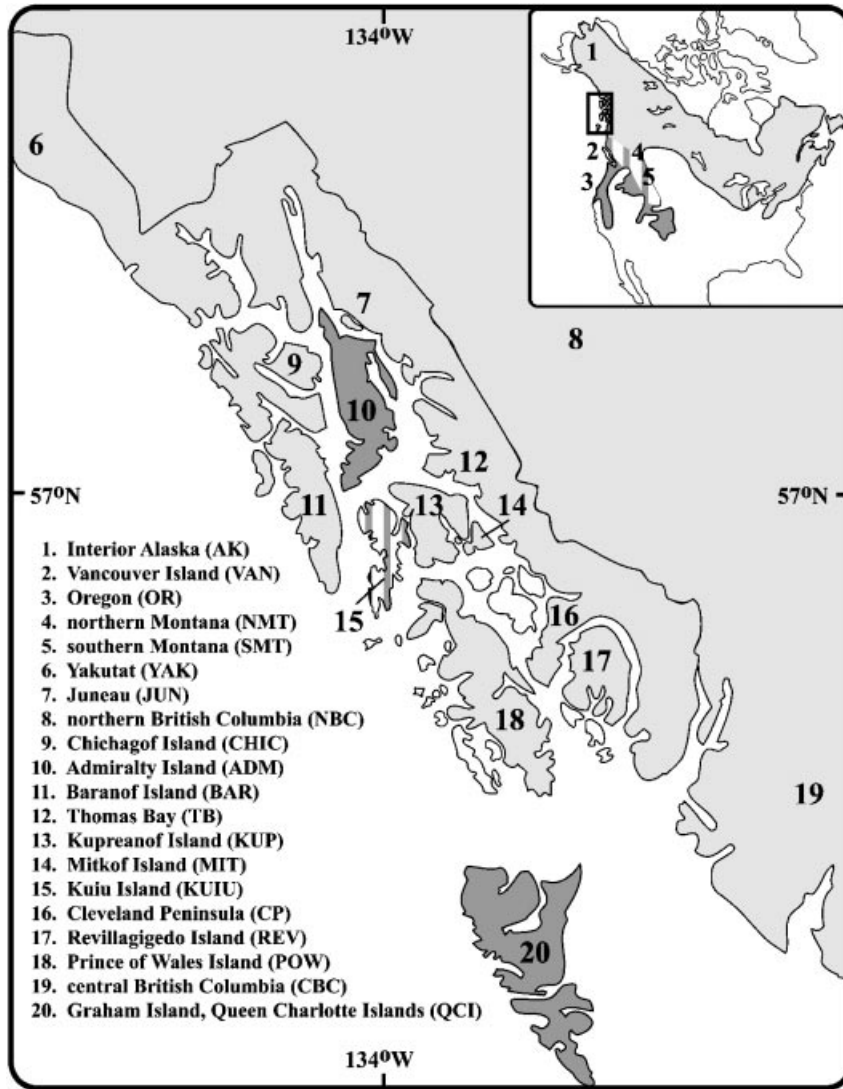 134ºW
1
2
4
3
5
6
7
8
9
10
12
57ºN
11
13
14
57ºN
15
16
17
18
19
20
1. Interior Alaska (AK)
2. Vancouver Island (VAN)
3. Oregon (OR)
4. northern Montana (NMT)
5. southern Montana (SMT)
6. Yakutat (YAK)
7. Juneau (JUN)
8. northern British Columbia (NBC)
9. Chichagof Island (CHIC)
10. Admiralty Island (ADM)
11. Baranof Island (BAR)
12. Thomas Bay (TB)
13. Kupreanof Island (KUP)
14. Mitkof Island (MIT)
15. Kuiu Island (KUIU)
16. Cleveland Peninsula (CP)
17. Revillagigedo Island (REV)
18. Prince of Wales Island (POW)
19. central British Columbia (CBC)
20. Graham Island, Queen Charlotte Islands (QCI)
134ºW